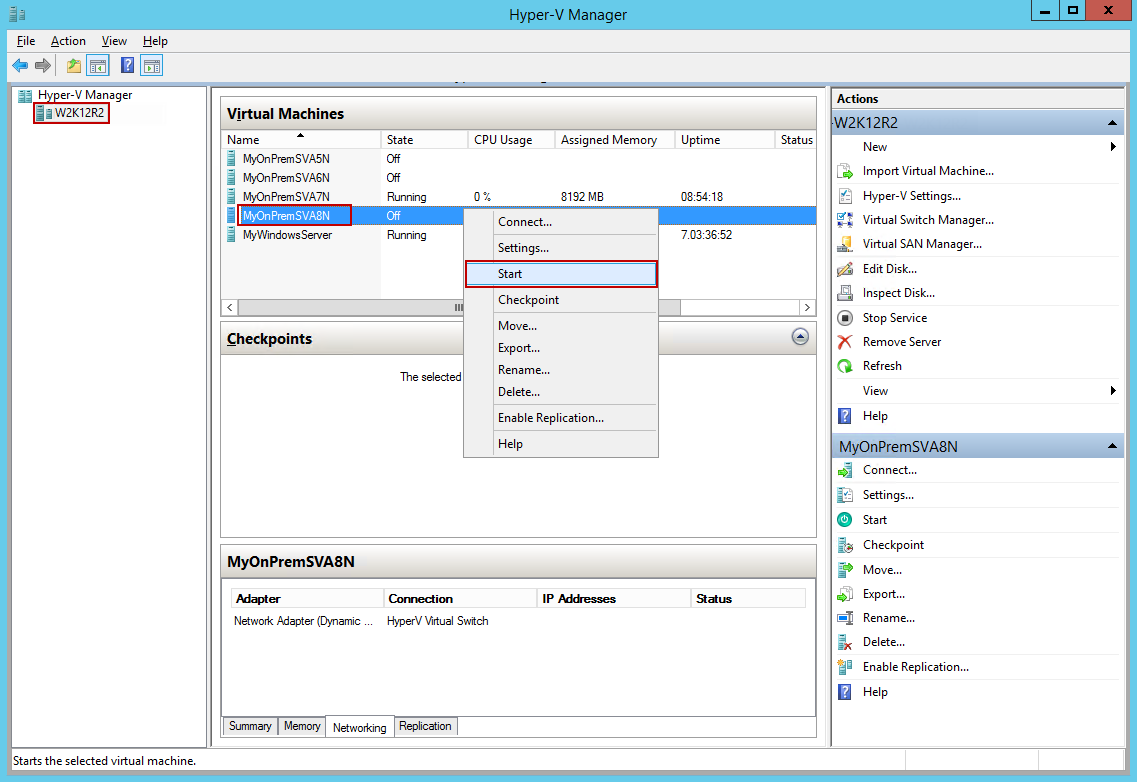 Hyper-V Manager
File Action View Help
Hyper-V Manager
W2K12R2
Virtual Machines
Name State CPU Usage Assigned Memory Uptime Status
MyOnPremSVA5N Off
MyOnPremSVA6N Off
MyOnPremSVA7N Running 0 % 8192 MB 08:54:18
MyOnPremSVA8N Off
MyWindowsServer Running 7.03:36:52
Connect...
Settings...
Start
Checkpoint
Move...
Export...
Rename...
Delete...
Enable Replication...
Help
Checkpoints
The selected
MyOnPremSVA8N
Adapter Connection IP Addresses Status
Network Adapter (Dynamic ... HyperV Virtual Switch
Summary Memory Networking Replication
Actions
W2K12R2
New
Import Virtual Machine...
Hyper-V Settings...
Virtual Switch Manager...
Virtual SAN Manager...
Edit Disk...
Inspect Disk...
Stop Service
Remove Server
Refresh
View
Help
MyOnPremSVA8N
Connect...
Settings...
Start
Checkpoint
Move...
Export...
Rename...
Delete...
Enable Replication...
Help
Starts the selected virtual machine.